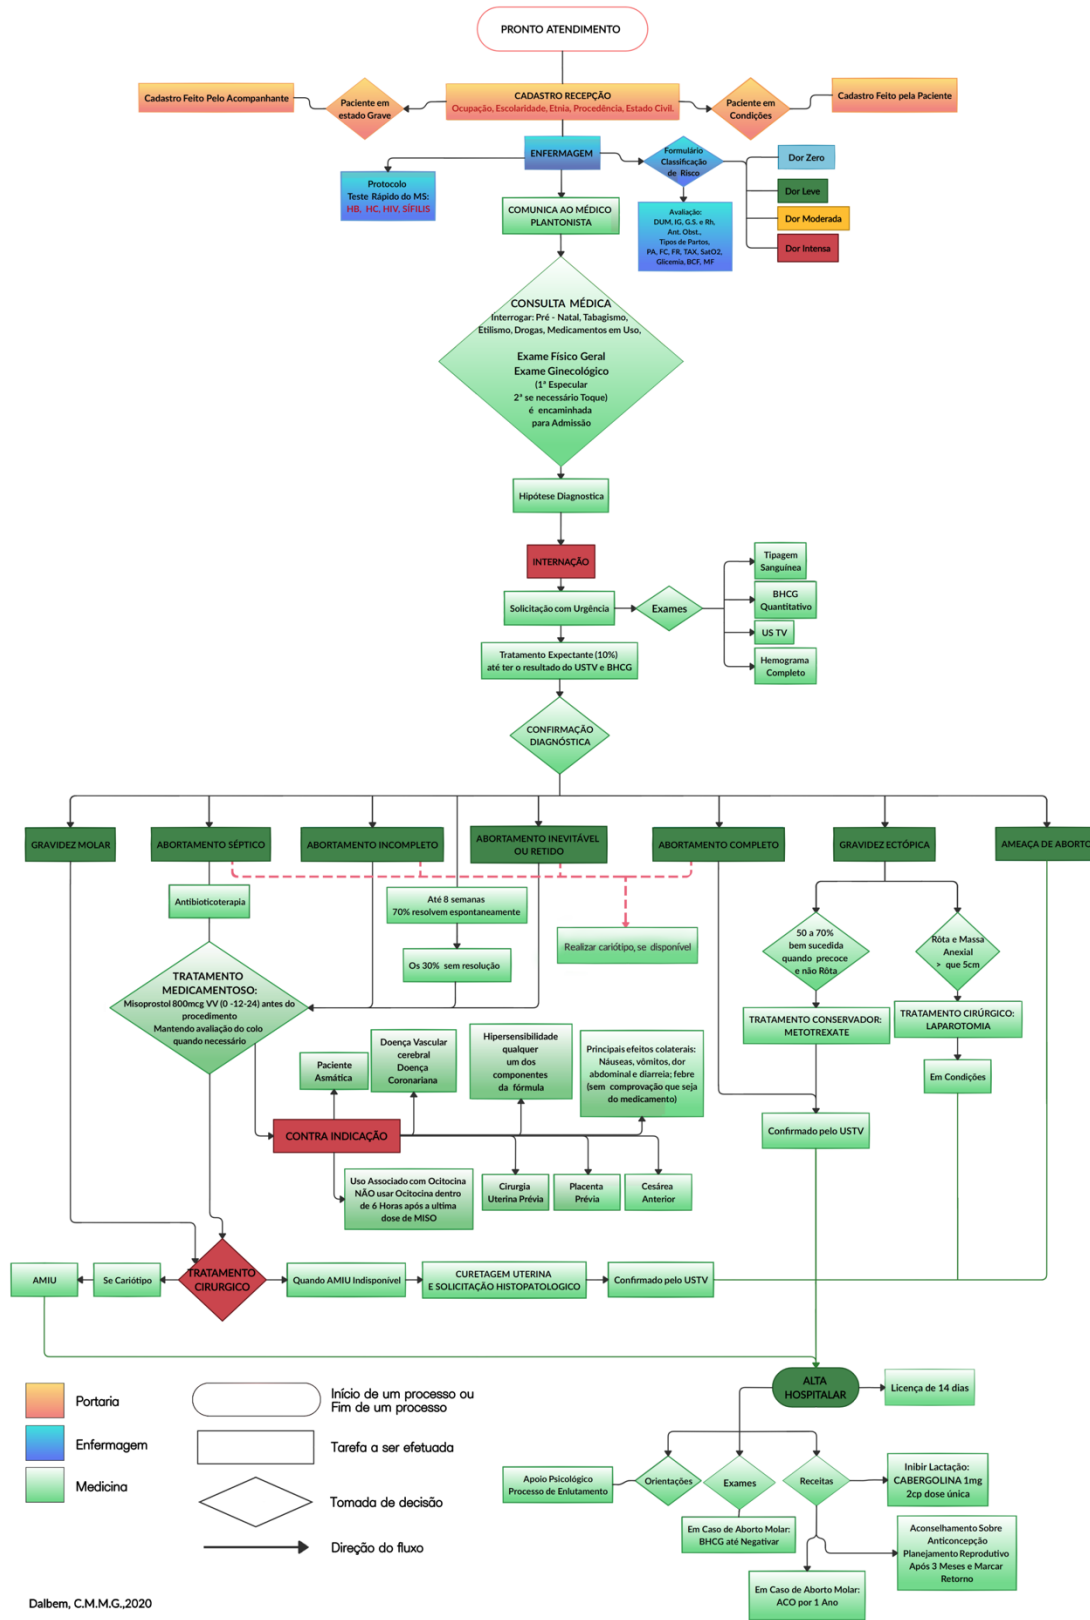 PRONTO ATENDIMENTO
Cadastro Feito Pelo Acompanhante
Paciente em
estado Grave
CADASTRO RECEPÇÃO
Ocupação, Escolaridade, Etnia, Procedência, Estado Civil.
Paciente em
Condições
Cadastro Feito pela Paciente
ENFERMAGEM
Formulário
Classificação
de Risco
Dor Zero
Dor Leve
Dor Moderada
Dor Intensa
Protocolo
Teste Rápido do MS:
HB, HC, HIV, SÍFILIS
COMUNICA AO MÉDICO
PLANTONISTA
Avaliação:
DUM, IG, G.S. e Rh,
Ant. Obst.,
Tipos de Partos,
PA, FC, FR, TAX, SatO2,
Glicemia, BCF, MF
CONSULTA MÉDICA
Interrogar: Pré - Natal, Tabagismo,
Etilismo, Drogas, Medicamentos em Uso,
Exame Físico Geral
Exame Ginecológico
(1ª Especular
2ª se necessário Toque)
é encaminhada
para Admissão
Hipótese Diagnostica
INTERNAÇÃO
Solicitação com Urgência
Exames
Tipagem
Sanguínea
BHCG
Quantitativo
US TV
Hemograma
Completo
Tratamento Expectante (10%)
até ter o resultado do USTV e BHCG
CONFIRMAÇÃO
DIAGNÓSTICA
GRAVIDEZ MOLAR
ABORTAMENTO SÉPTICO
ABORTAMENTO INCOMPLETO
ABORTAMENTO INEVITÁVEL
OU RETIDO
ABORTAMENTO COMPLETO
GRAVIDEZ ECTÓPICA
AMEAÇA DE ABORTO
Antibioticoterapia
Até 8 semanas
70% resolvem espontaneamente
Os 30% sem resolução
Realizar cariótipo, se disponível
50 a 70%
bem sucedida
quando precoce
e não Rôta
Rôta e Massa
Anexial
> que 5cm
TRATAMENTO
MEDICAMENTOSO:
Misoprostol 800mcg VV (0 -12-24) antes do
procedimento
Mantendo avaliação do colo
quando necessário
TRATAMENTO CONSERVADOR:
METOTREXATE
TRATAMENTO CIRÚRGICO:
LAPAROTOMIA
Em Condições
Paciente
Asmática
Doença Vascular
cerebral
Doença
Coronariana
Hipersensibilidade
qualquer
um dos
componentes
da fórmula
Principais efeitos colaterais:
Náuseas, vômitos, dor
abdominal e diarreia; febre
(sem comprovação que seja
do medicamento)
CONTRA INDICAÇÃO
Confirmado pelo USTV
Uso Associado com Ocitocina
NÃO usar Ocitocina dentro
de 6 Horas após a ultima
dose de MISO
Cirurgia
Uterina Prévia
Placenta
Prévia
Cesárea
Anterior
AMIU
Se Cariótipo
TRATAMENTO
CIRURGICO
Quando AMIU Indisponível
CURETAGEM UTERINA
E SOLICITAÇÃO HISTOPATOLOGICO
Confirmado pelo USTV
ALTA
HOSPITALAR
Licença de 14 dias
Portaria
Enfermagem
Medicina
Início de um processo ou
Fim de um processo
Tarefa a ser efetuada
Tomada de decisão
Direção do fluxo
Apoio Psicológico
Processo de Enlutamento
Orientações
Exames
Receitas
Inibir Lactação:
CABERGOLINA 1mg
2cp dose única
Em Caso de Aborto Molar:
BHCG até Negativar
Aconselhamento Sobre
Anticoncepção
Planejamento Reprodutivo
Após 3 Meses e Marcar
Retorno
Em Caso de Aborto Molar:
ACO por 1 Ano
Dalbem, C.M.M.G.,2020